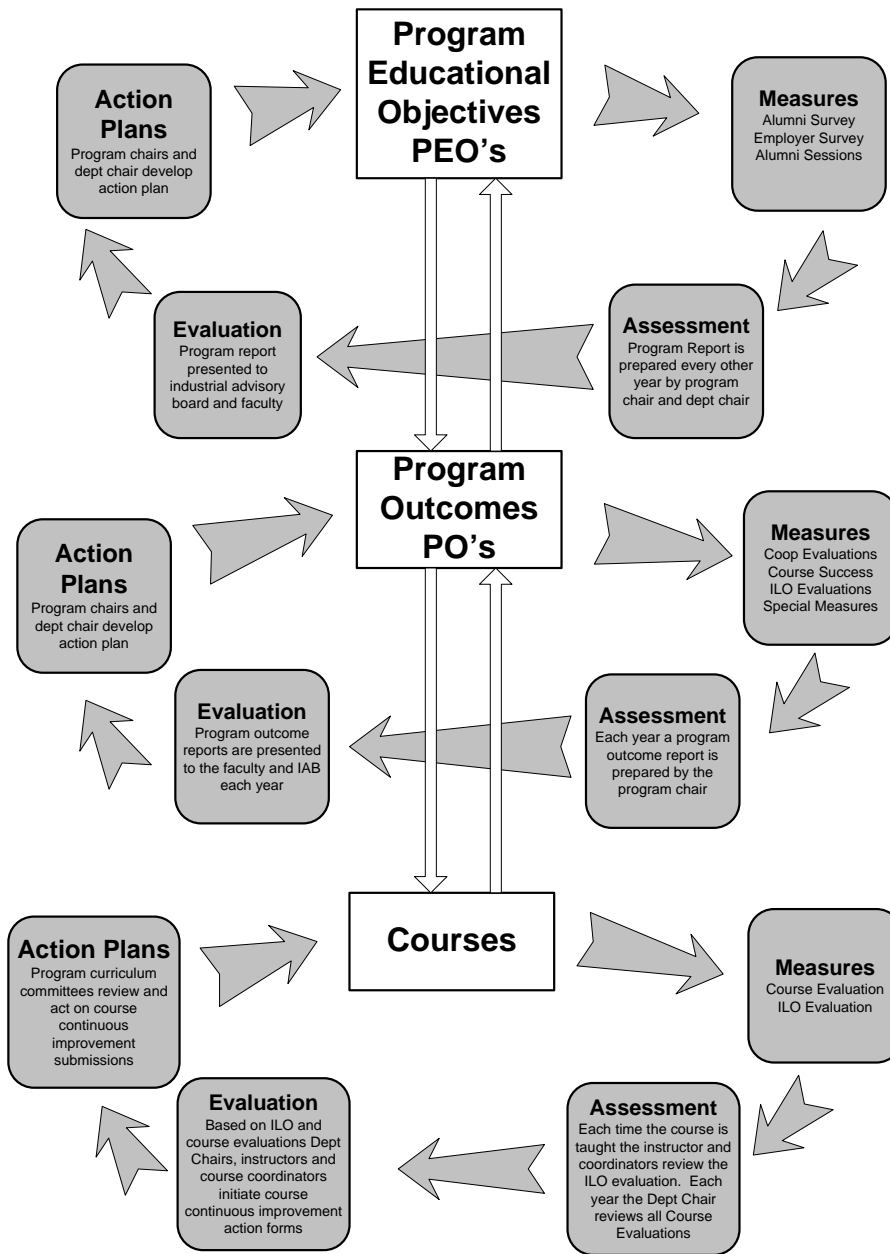 Program
Educational
Objectives
PEO's
Action
Plans
Program chairs and
dept chair develop
action plan
Measures
Alumni Survey
Employer Survey
Alumni Sessions
Evaluation
Program report
presented to
industrial advisory
board and faculty
Assessment
Program Report is
prepared every other
year by program
chair and dept chair
Program
Outcomes
PO's
Action
Plans
Program chairs and
dept chair develop
action plan
Measures
Coop Evaluations
Course Success
ILO Evaluations
Special Measures
Evaluation
Program outcome
reports are presented
to the faculty and IAB
each year
Assessment
Each year a program
outcome report is
prepared by the
program chair
Courses
Action Plans
Program curriculum
committees review and
act on course
continuous
improvement
submissions
Measures
Course Evaluation
ILO Evaluation
Evaluation
Based on ILO and
course evaluations Dept
Chairs, instructors and
course coordinators
initiate course
continuous improvement
action forms
Assessment
Each time the course is
taught the instructor and
coordinators review the
ILO evaluation. Each
year the Dept Chair
reviews all Course
Evaluations